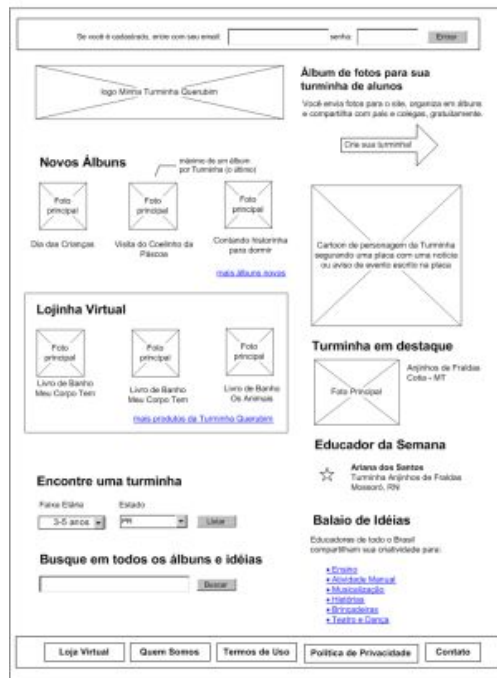 Se você é cadastrado, entre com seu email:
senha:
Entrar
logo Minha Turminha Querubim
Álbum de fotos para sua
turminha de alunos
Você envia fotos para o site, organiza em álbuns
e compartilha com pais e colegas, gratuitamente.
Crie sua turminha!
Novos Álbuns
máximo de um álbum
por Turminha (o último)
Foto
principal
Foto
principal
Foto
principal
Dia das Crianças
Visita do Coelinho da
Páscoa
Contando historinha
para dormir
mais álbuns novos
Cartoon de personagem da Turminha
segurando uma placa com uma notícia
ou aviso de evento escrito na placa
Lojinha Virtual
Foto
principal
Foto
principal
Foto
principal
Livro de Banho
Meu Corpo Tem
Livro de Banho
Meu Corpo Tem
Livro de Banho
Os Animais
mais produtos da Turminha Querubim
Turminha em destaque
Foto Principal
Anjinhos de Fraldas
- MT
Educador da Semana
Ariana dos Santos
Turminha Anjinhos de Fraldas
Mossoró, RN
Encontre uma turminha
Faixa Etária
Estado
3-5 anos
PR
Listar
Busque em todos os álbuns e idéias
Buscar
Balaio de Idéias
Educadores de todo o Brasil
compartilham sua criatividade para:
• Ensino
• Atividade Manual
• Musicalização
• Histórias
• Brincadeiras
• Teatro e Dança
Loja Virtual
Quem Somos
Termos de Uso
Política de Privacidade
Contato